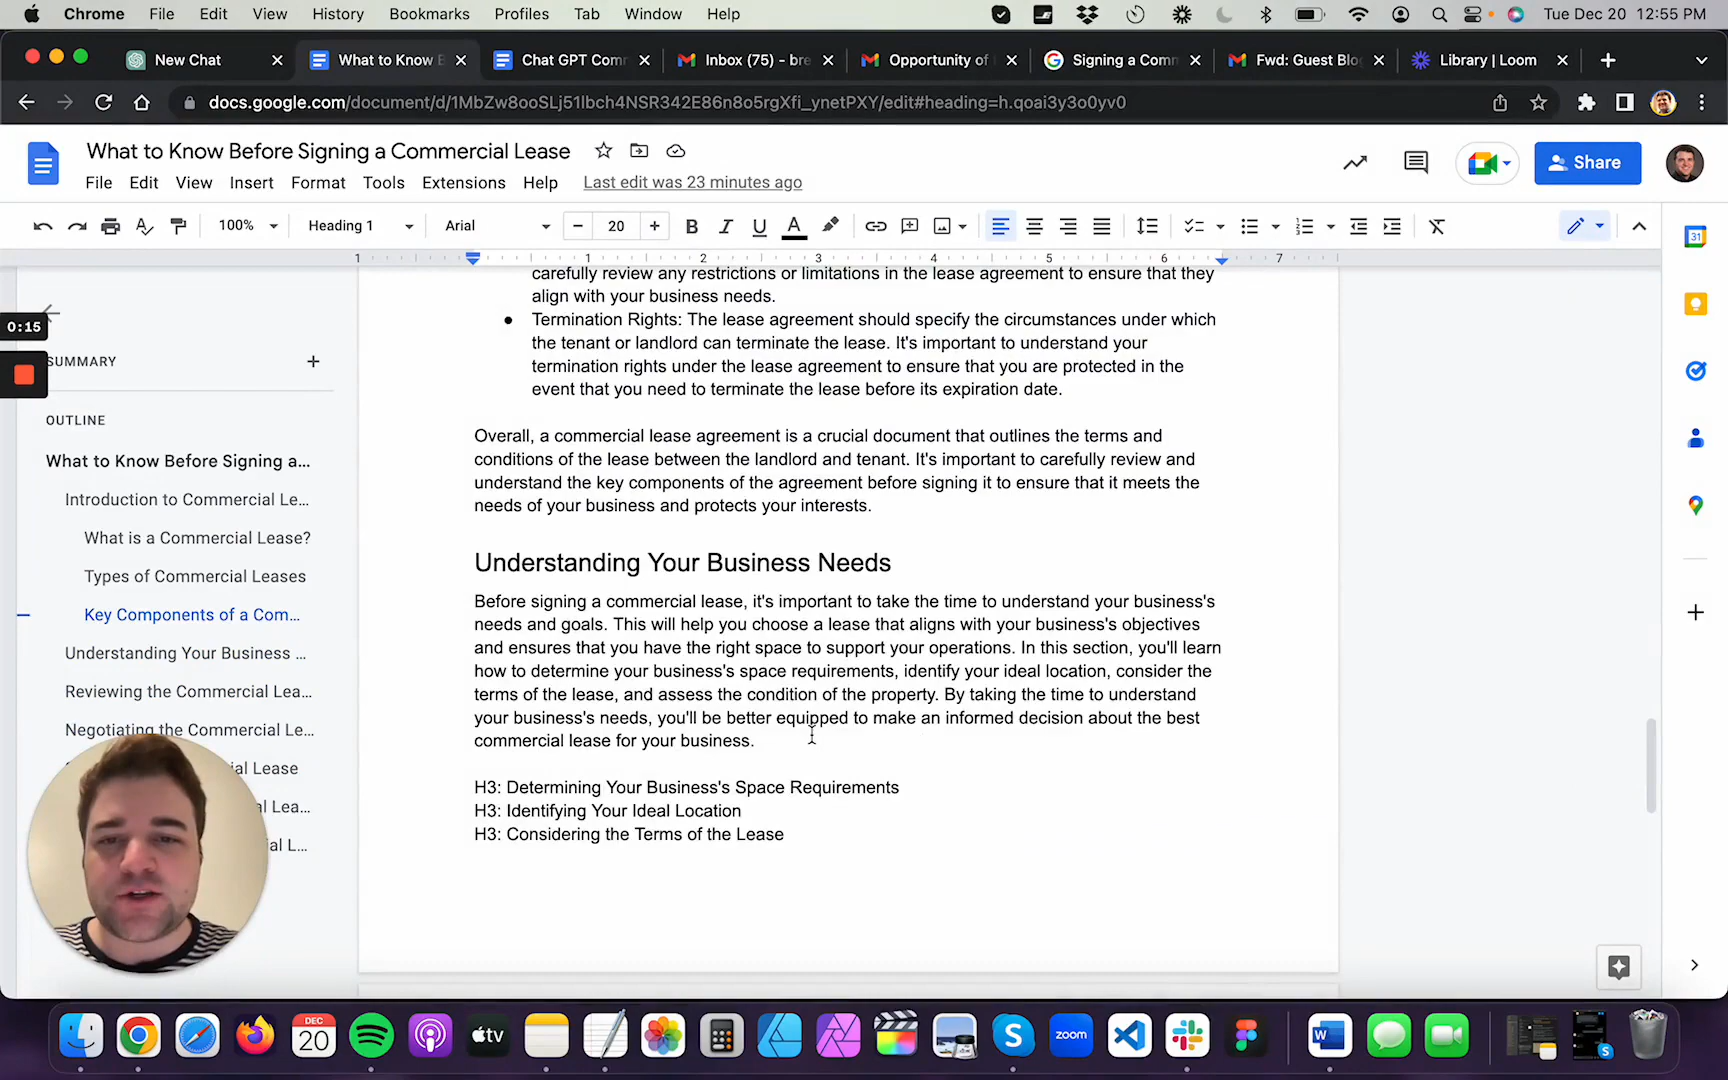 Chrome File Edit View History Bookmarks Profiles Tab Window Help Tue Dec 20 12:55 PM
New Chat What to Know B Chat GPT Com Inbox (75) - bre Opportunity of Signing a Com Fwd: Guest Blo Library | Loom
docs.google.com/document/d/1MbZw8ooSLj51lbch4NSR342E86n8o5rgXfi_ynetPXY/edit#heading=h.qoai3y3o0yv0
What to Know Before Signing a Commercial Lease
File Edit View Insert Format Tools Extensions Help Last edit was 23 minutes ago
Share
100% Heading 1 Arial 20 B I U A
1 1 2 3 4 5 6 7
31
0:15
SUMMARY
OUTLINE
What to Know Before Signing a...
Introduction to Commercial Le...
What is a Commercial Lease?
Types of Commercial Leases
Key Components of a Com...
Understanding Your Business ...
Reviewing the Commercial Lea...
Negotiating the Commercial Le...
ial Lease
al Lea...
al L...
carefully review any restrictions or limitations in the lease agreement to ensure that they
align with your business needs.
● Termination Rights: The lease agreement should specify the circumstances under which
the tenant or landlord can terminate the lease. It's important to understand your
termination rights under the lease agreement to ensure that you are protected in the
event that you need to terminate the lease before its expiration date.
Overall, a commercial lease agreement is a crucial document that outlines the terms and
conditions of the lease between the landlord and tenant. It's important to carefully review and
understand the key components of the agreement before signing it to ensure that it meets the
needs of your business and protects your interests.
Understanding Your Business Needs
Before signing a commercial lease, it's important to take the time to understand your business's
needs and goals. This will help you choose a lease that aligns with your business's objectives
and ensures that you have the right space to support your operations. In this section, you'll learn
how to determine your business's space requirements, identify your ideal location, consider the
terms of the lease, and assess the condition of the property. By taking the time to understand
your business's needs, you'll be better equipped to make an informed decision about the best
commercial lease for your business.
H3: Determining Your Business's Space Requirements
H3: Identifying Your Ideal Location
H3: Considering the Terms of the Lease
DEC
20
tv
zoom
W
S